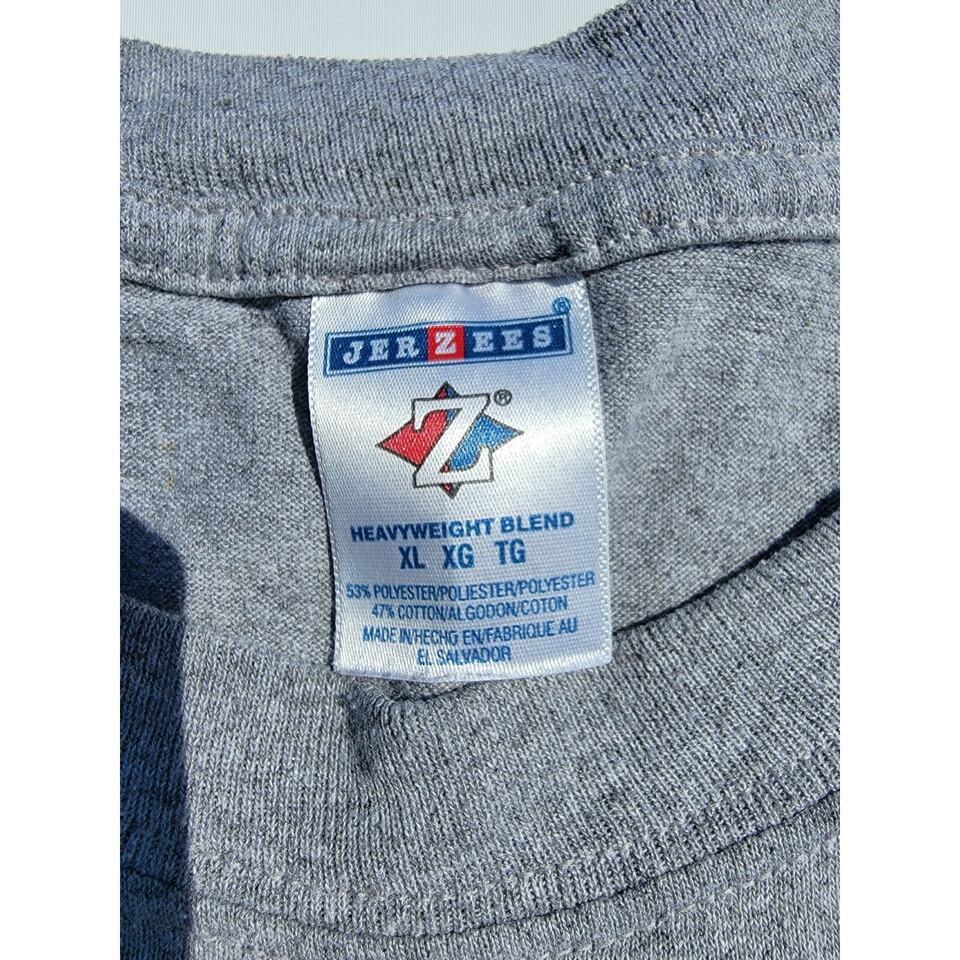 JERZEES®
Z®
HEAVYWEIGHT BLEND
XL XG TG
53% POLYESTER/POLIESTER/POLYESTER
47% COTTON/ALGODON/COTON
MADE IN/HECHO EN/FABRIQUE AU
EL SALVADOR